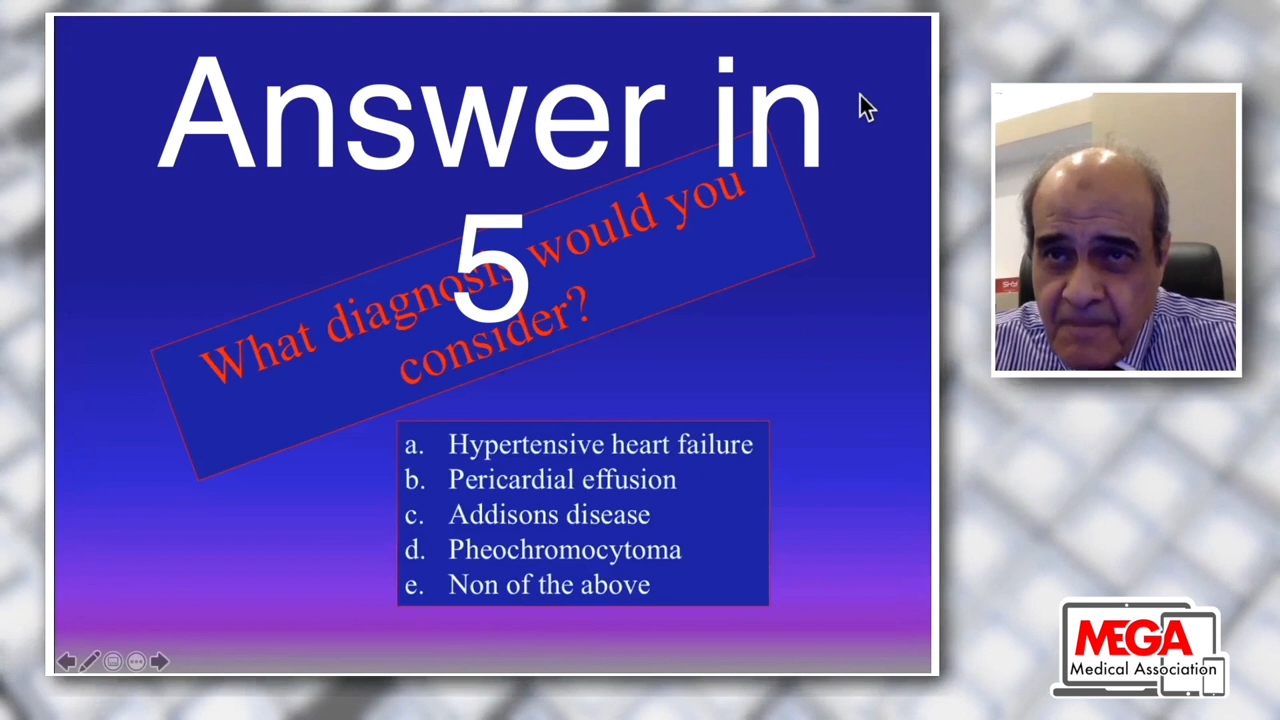 Answer in
5
What diagnosis would you
consider?
a. Hypertensive heart failure
b. Pericardial effusion
c. Addisons disease
d. Pheochromocytoma
e. Non of the above
MEGA
Medical Association